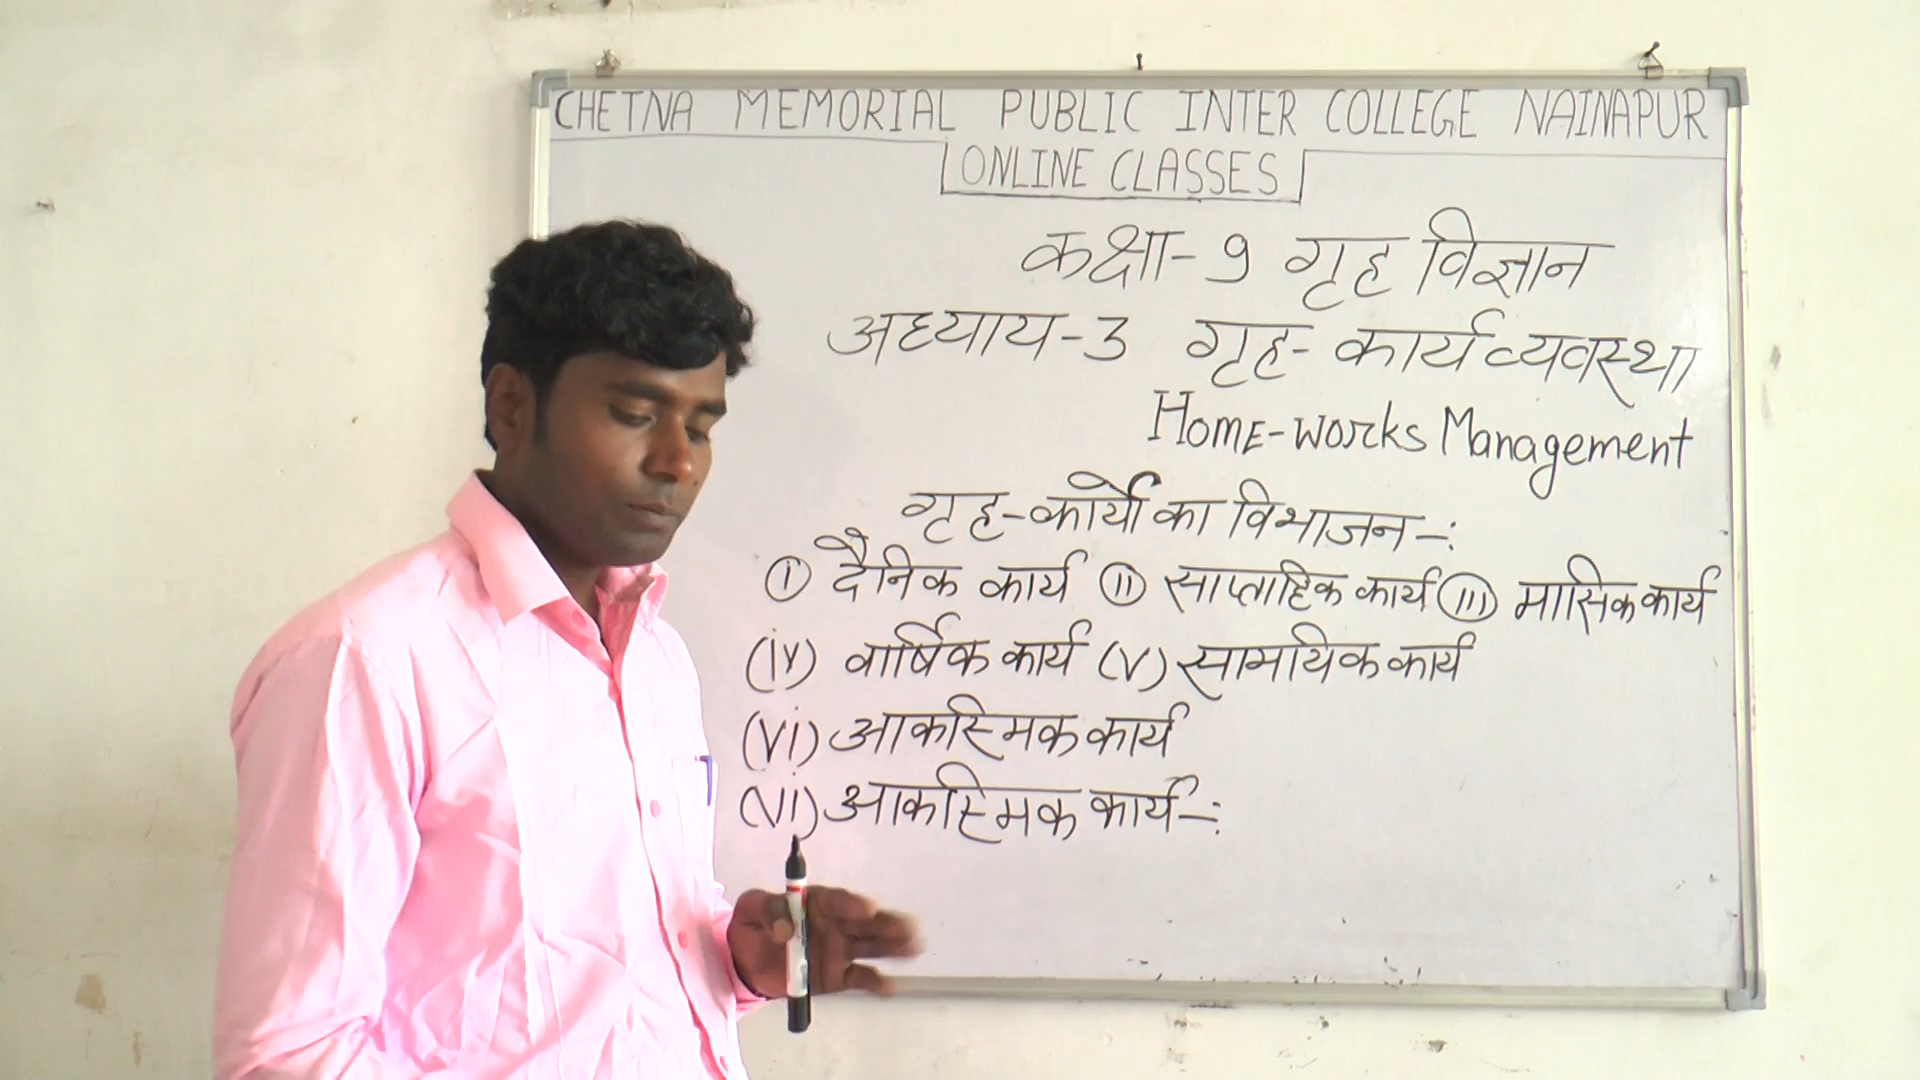 CHETNA MEMORIAL PUBLIC INTER COLLEGE NAINAPUR
ONLINE CLASSES
कक्षा-9 गृह विज्ञान
अध्याय-3 गृह-कार्य व्यवस्था
Home-works Management
गृह-कार्यों का विभाजन-:
(i) दैनिक कार्य (ii) साप्ताहिक कार्य (iii) मासिक कार्य
(iv) वार्षिक कार्य (v) सामयिक कार्य
(vi) आकस्मिक कार्य
(vi) आकस्मिक कार्य-: